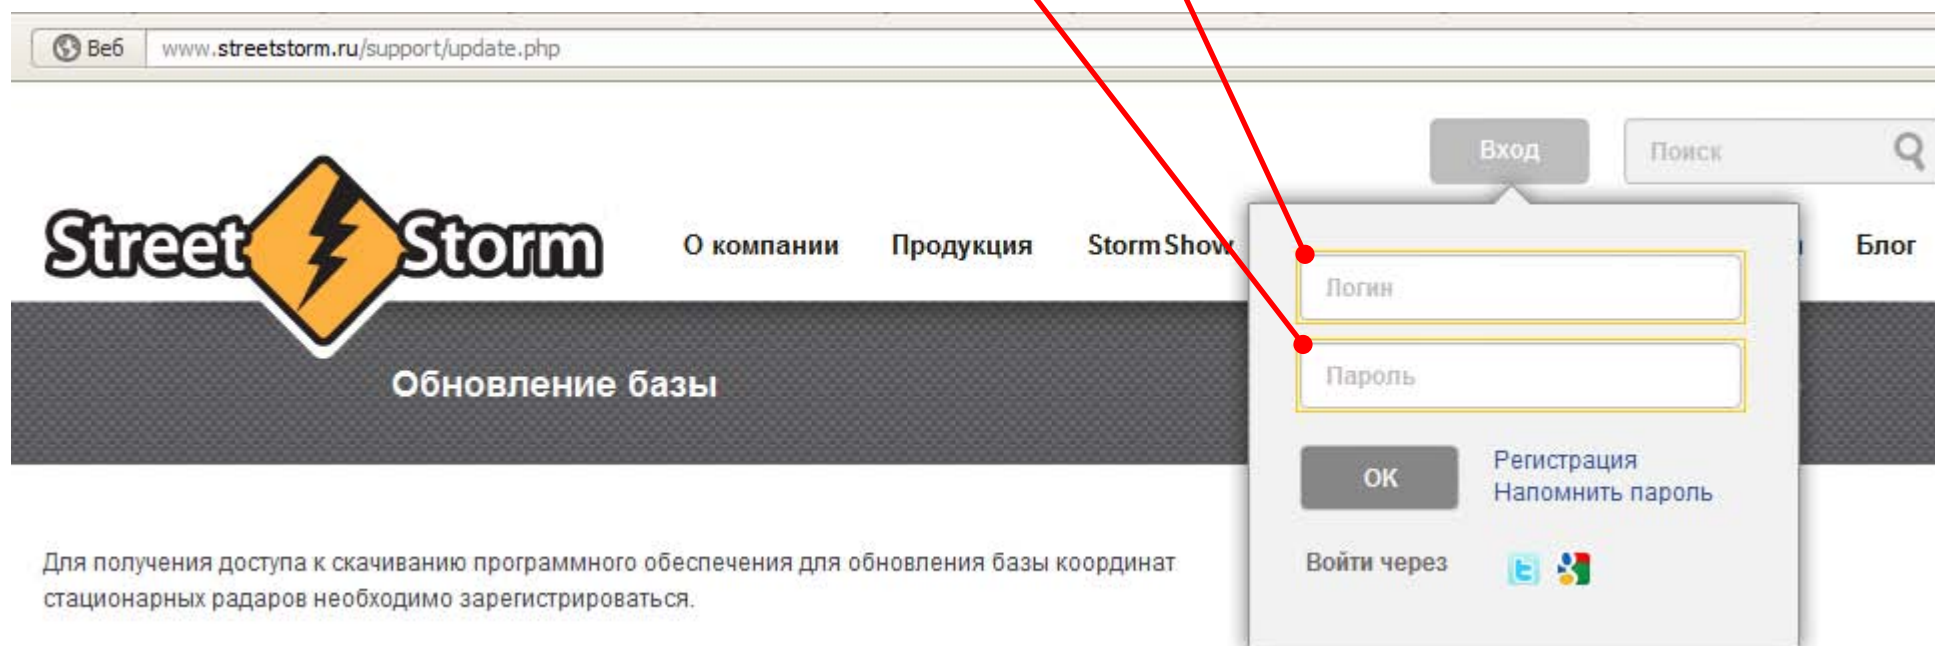 Веб www.streetstorm.ru/support/update.php
Вход Поиск
Street Storm
О компании Продукция Storm Show Блог
Логин
Пароль
Обновление базы
OK
Регистрация
Напомнить пароль
Войти через
Для получения доступа к скачиванию программного обеспечения для обновления базы координат
стационарных радаров необходимо зарегистрироваться.